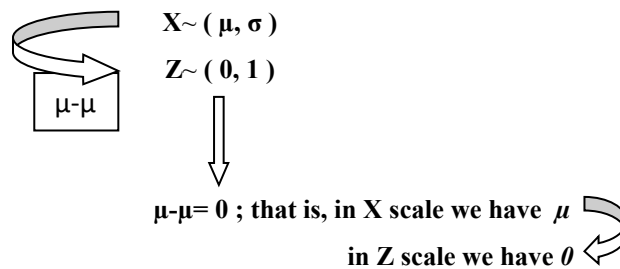 X~ ( μ, σ )
Z~ ( 0, 1 )
μ-μ
μ-μ= 0 ; that is, in X scale we have μ
in Z scale we have 0